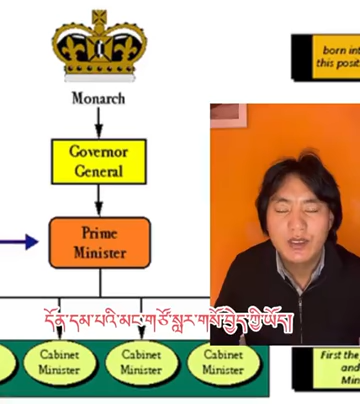 born int
this posit
Monarch
Governor
General
Prime
Minister
དོན་དམ་པའི་མང་གཙོ་སླར་གསོ་བྱེད་ཀྱི་ཡོད།
Cabinet
Minister
Cabinet
Minister
Cabinet
Minister
First the
and
Mini